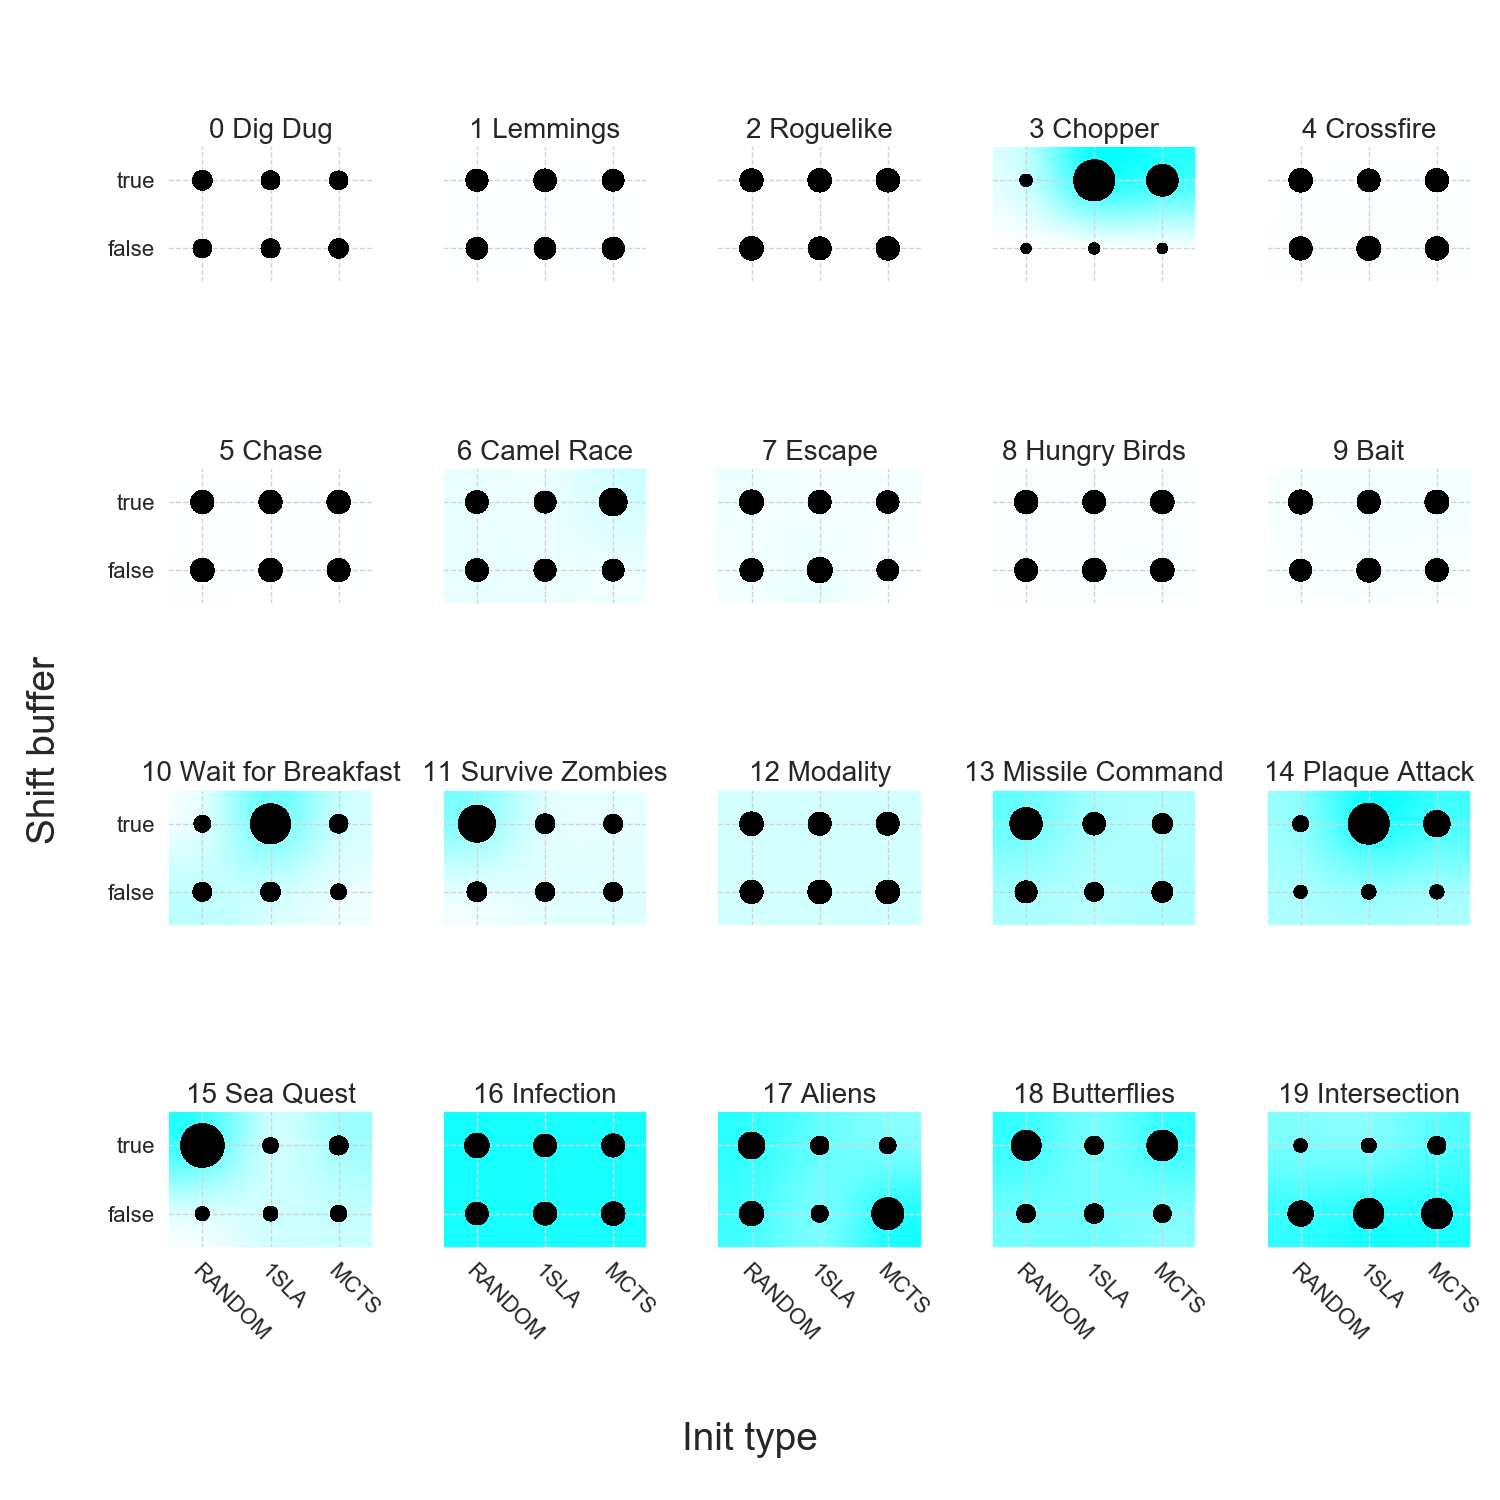 0 Dig Dug
1 Lemmings
2 Roguelike
3 Chopper
4 Crossfire
true
false
5 Chase
6 Camel Race
7 Escape
8 Hungry Birds
9 Bait
true
false
Shift buffer
10 Wait for Breakfast
11 Survive Zombies
12 Modality
13 Missile Command
14 Plaque Attack
true
false
15 Sea Quest
16 Infection
17 Aliens
18 Butterflies
19 Intersection
true
false
RANDOM
1SLA
MCTS
RANDOM
1SLA
MCTS
RANDOM
1SLA
MCTS
RANDOM
1SLA
MCTS
RANDOM
1SLA
MCTS
Init type